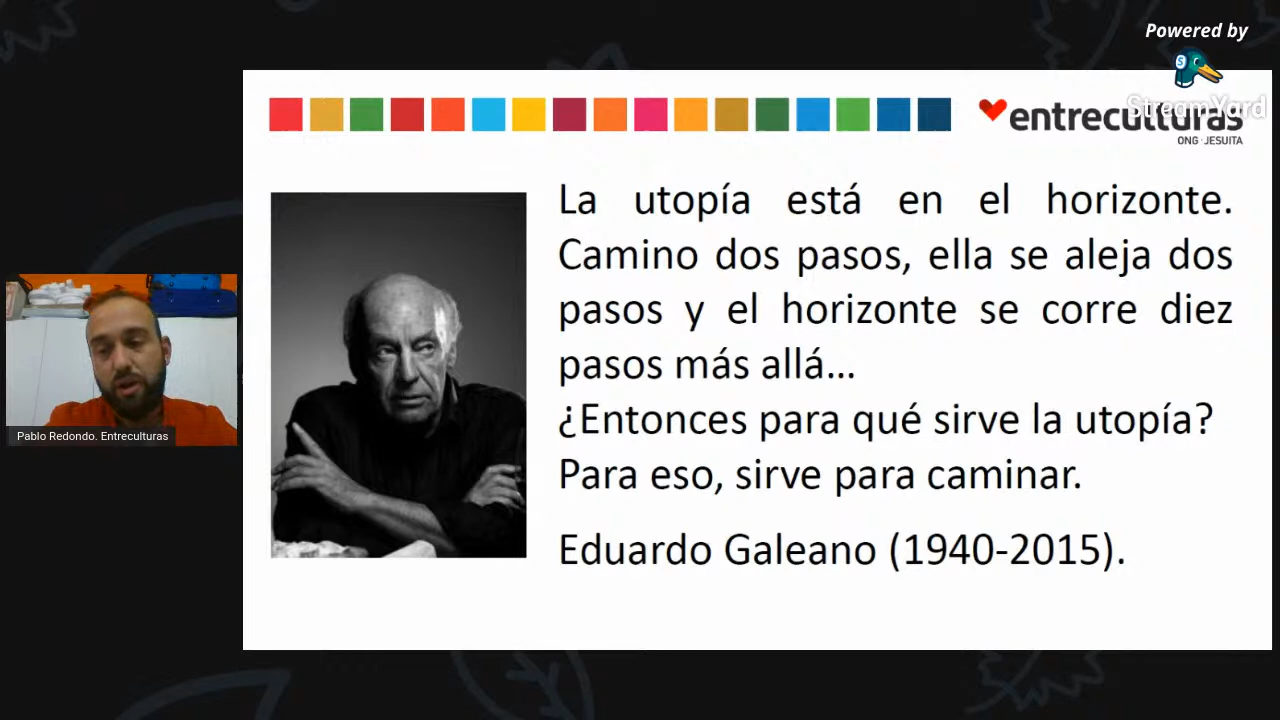 Powered by
StreamYard
entreculturas
ONG · JESUITA
La utopía está en el horizonte.
Camino dos pasos, ella se aleja dos
pasos y el horizonte se corre diez
pasos más allá...
¿Entonces para qué sirve la utopía?
Para eso, sirve para caminar.
Eduardo Galeano (1940-2015).
Pablo Redondo. Entreculturas